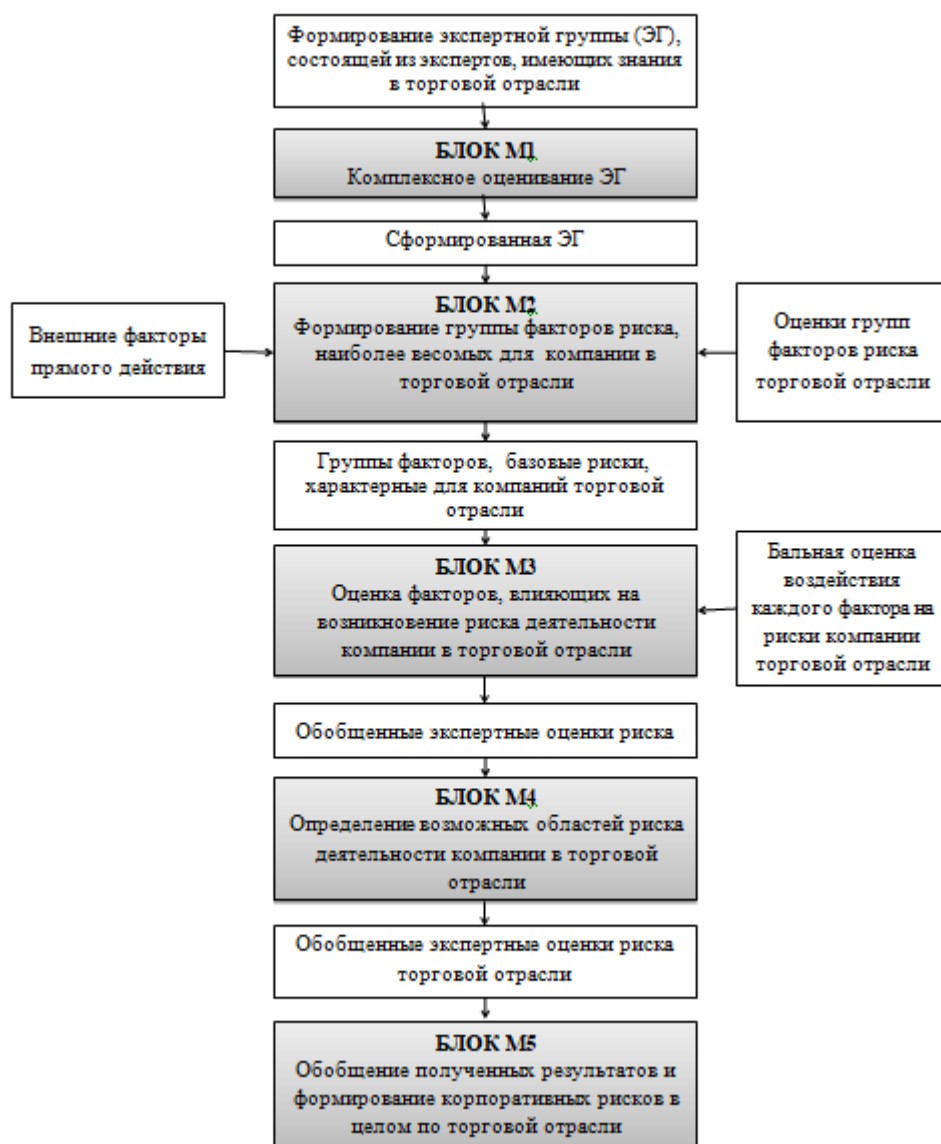 Формирование экспертной группы (ЭГ),
состоящей из экспертов, имеющих знания
в торговой отрасли
БЛОК М1
Комплексное оценивание ЭГ
Сформированная ЭГ
БЛОК М2
Формирование группы факторов риска,
наиболее весомых для компании в
торговой отрасли
Внешние факторы
прямого действия
Оценки групп
факторов риска
торговой отрасли
Группы факторов, базовые риски,
характерные для компаний торговой
отрасли
БЛОК М3
Оценка факторов, влияющих на
возникновение риска деятельности
компании в торговой отрасли
Бальная оценка
воздействия
каждого фактора на
риски компании
торговой отрасли
Обобщенные экспертные оценки риска
БЛОК М4
Определение возможных областей риска
деятельности компании в торговой
отрасли
Обобщенные экспертные оценки риска
торговой отрасли
БЛОК М5
Обобщение полученных результатов и
формирование корпоративных рисков в
целом по торговой отрасли